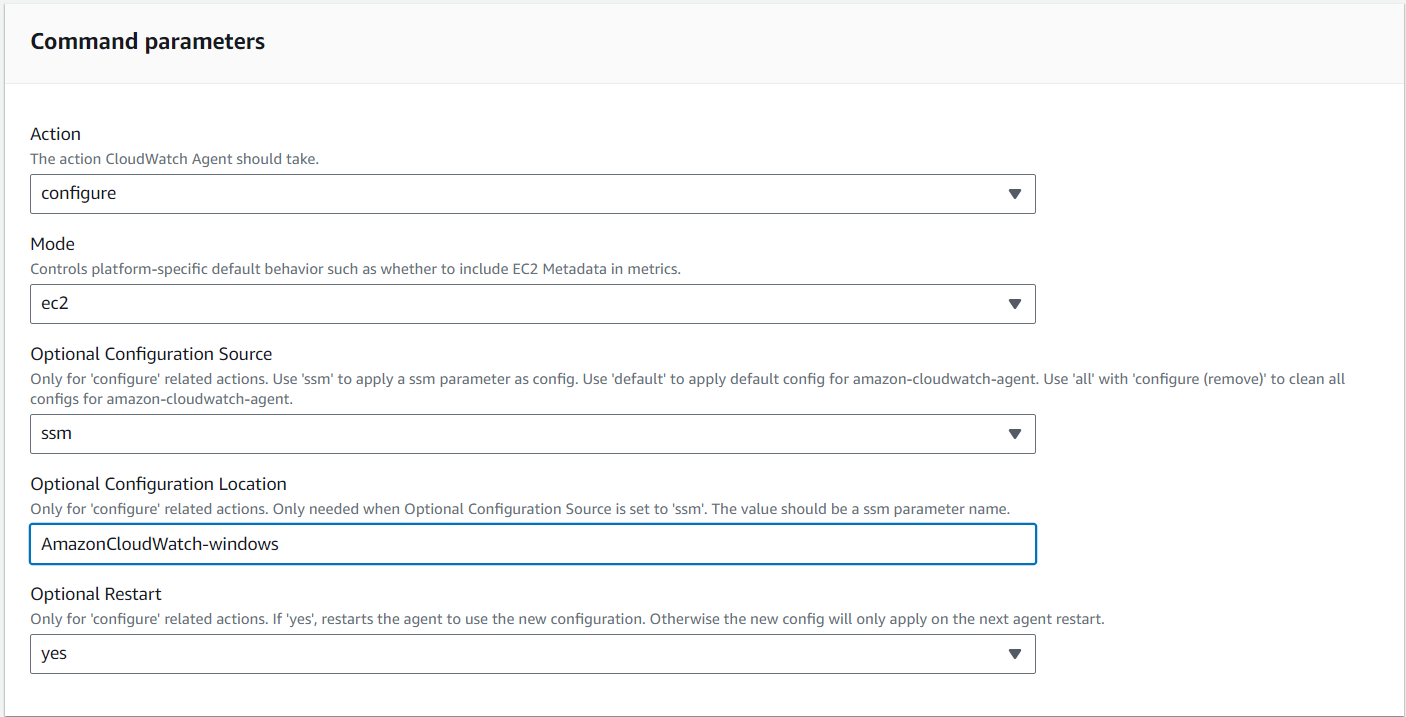 Command parameters
Action
The action CloudWatch Agent should take.
configure
Mode
Controls platform-specific default behavior such as whether to include EC2 Metadata in metrics.
ec2
Optional Configuration Source
Only for 'configure' related actions. Use 'ssm' to apply a ssm parameter as config. Use 'default' to apply default config for amazon-cloudwatch-agent. Use 'all' with 'configure (remove)' to clean all
configs for amazon-cloudwatch-agent.
ssm
Optional Configuration Location
Only for 'configure' related actions. Only needed when Optional Configuration Source is set to 'ssm'. The value should be a ssm parameter name.
AmazonCloudWatch-windows
Optional Restart
Only for 'configure' related actions. If 'yes', restarts the agent to use the new configuration. Otherwise the new config will only apply on the next agent restart.
yes